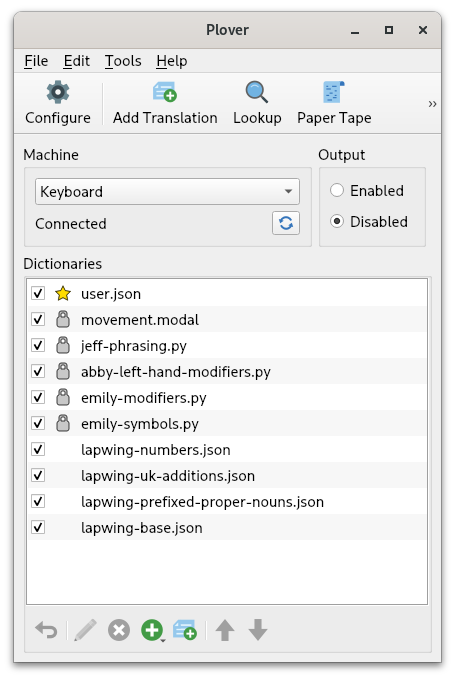 Plover
File Edit Tools Help
Configure Add Translation Lookup Paper Tape »
Machine Output
Keyboard Enabled
Connected Disabled
Dictionaries
user.json
movement.modal
jeff-phrasing.py
abby-left-hand-modifiers.py
emily-modifiers.py
emily-symbols.py
lapwing-numbers.json
lapwing-uk-additions.json
lapwing-prefixed-proper-nouns.json
lapwing-base.json